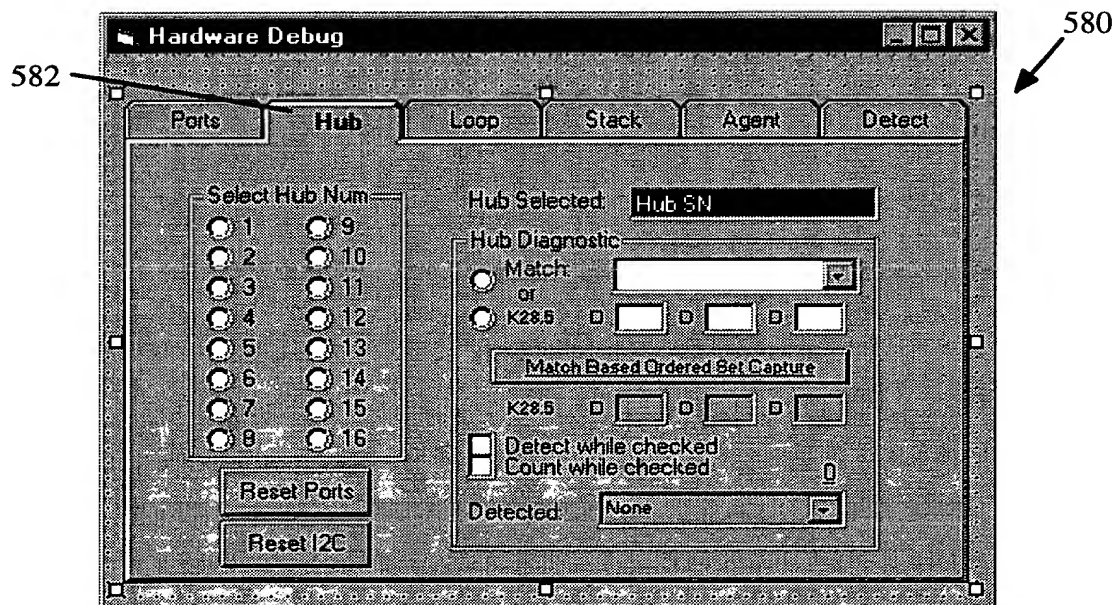 580
Hardware Debug
582
Ports Hub Loop Stack Agent Detect
Select Hub Num
1 9
2 10
3 11
4 12
5 13
6 14
7 15
8 16
Reset Ports
Reset I2C
Hub Selected: Hub SN
Hub Diagnostic
Match:
or
K28.5 D D D
Match Based Ordered Set Capture
K28.5 D D D
Detect while checked
Count while checked
0
Detected: None